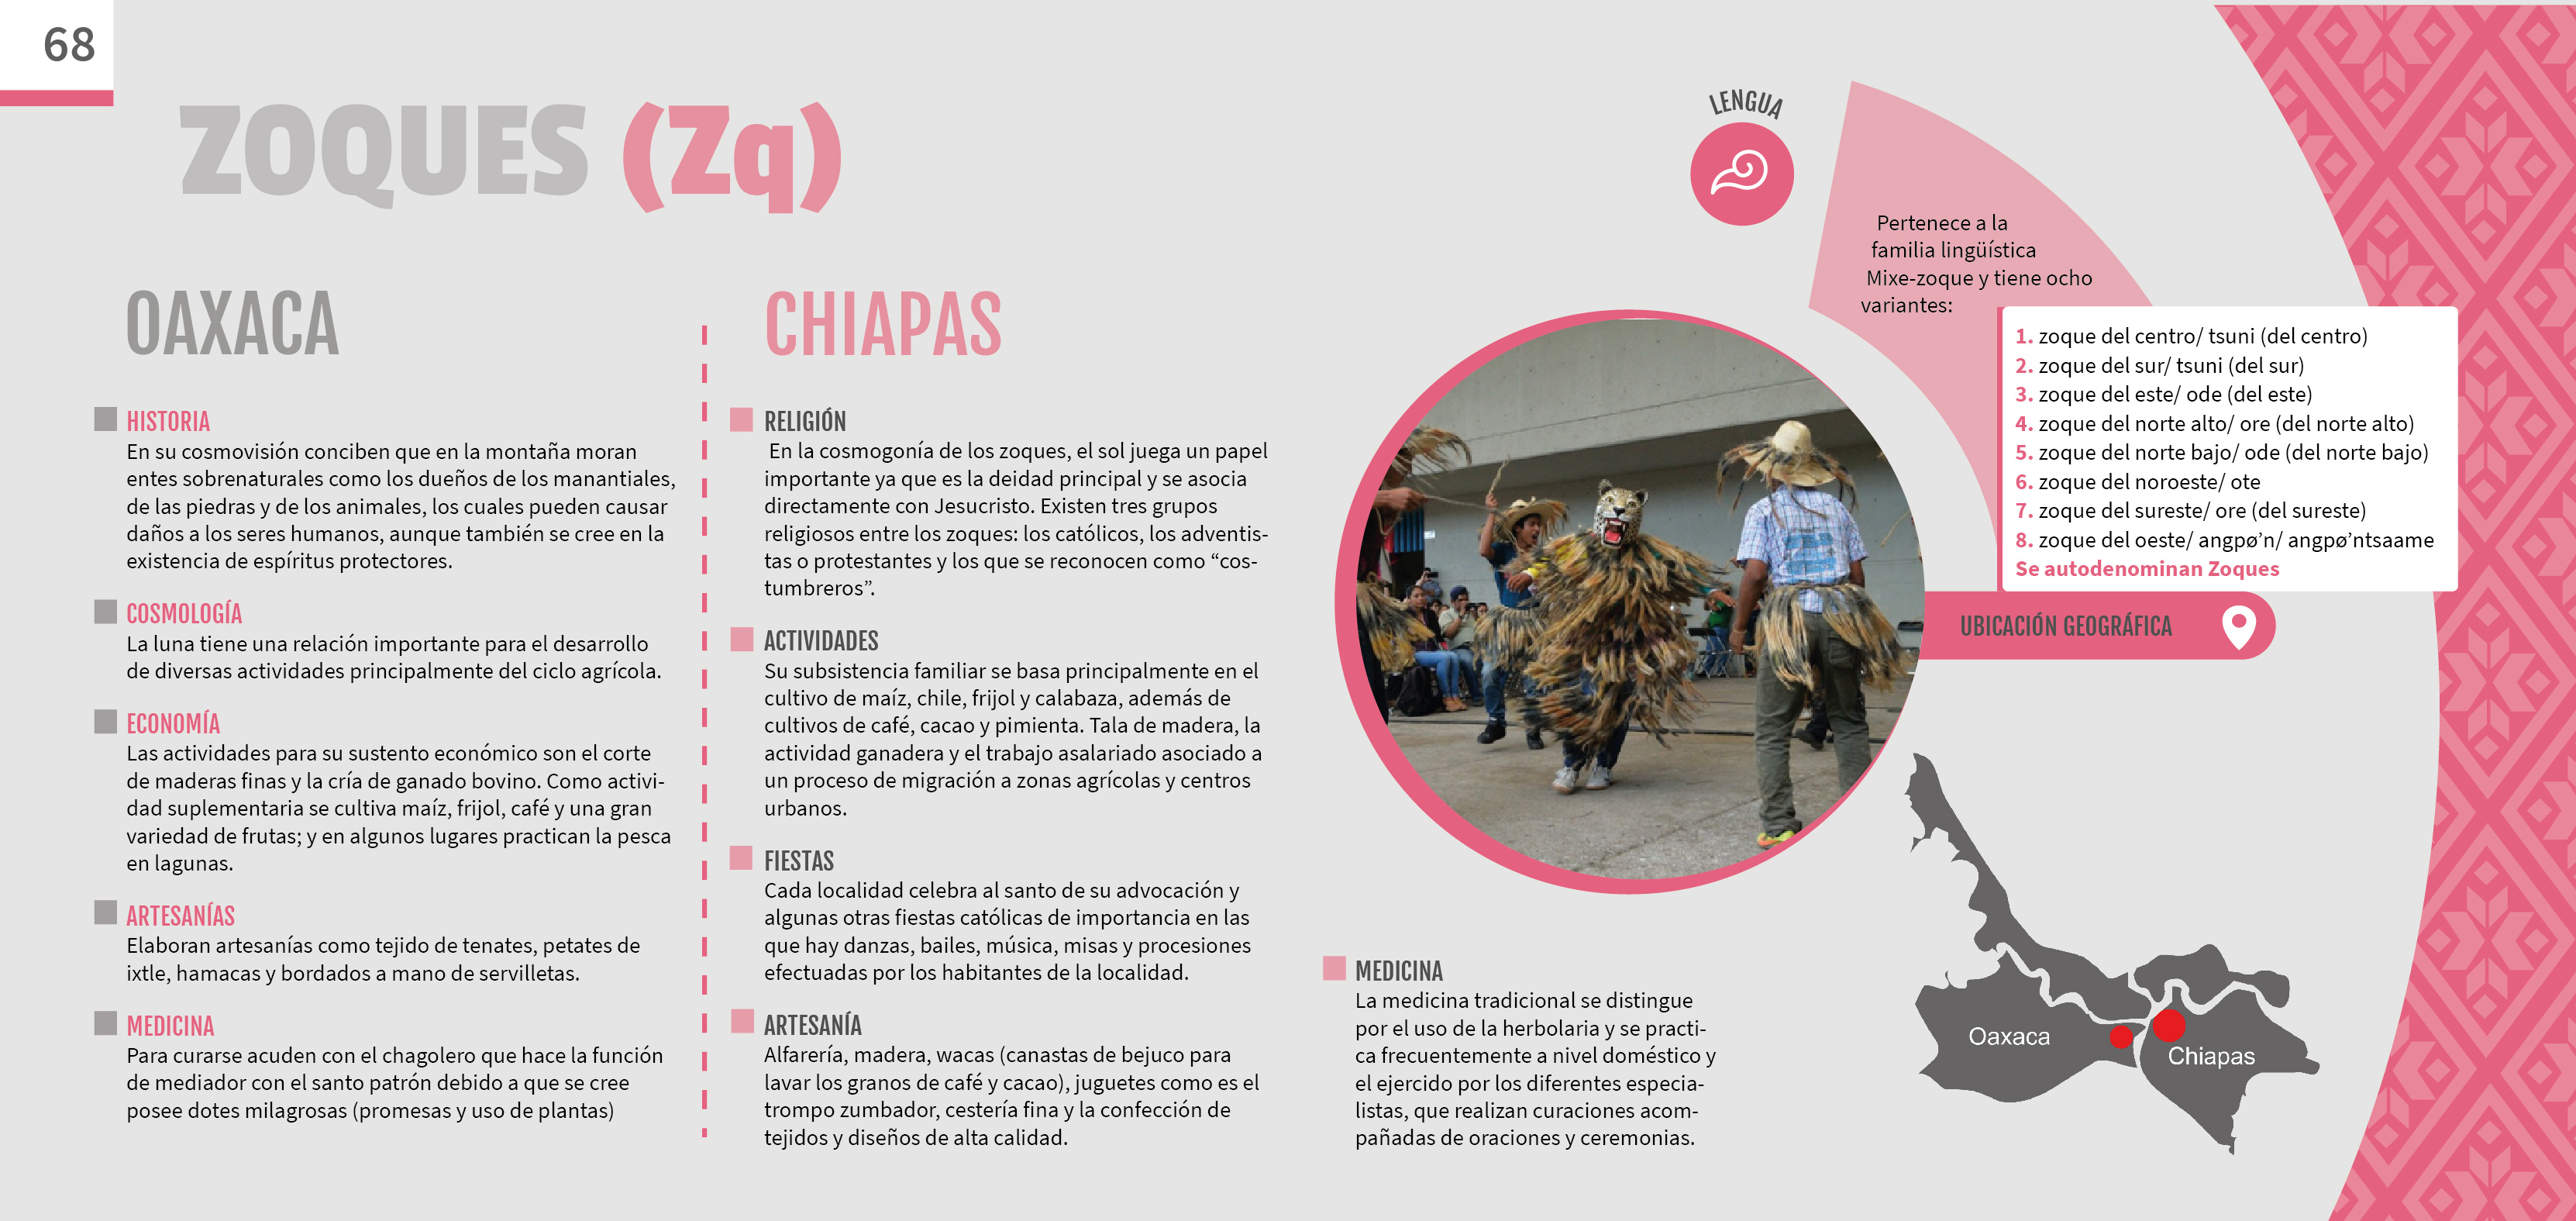 68
ZOQUES (Zq)
OAXACA
HISTORIA
En su cosmovisión conciben que en la montaña moran
entes sobrenaturales como los dueños de los manantiales,
de las piedras y de los animales, los cuales pueden causar
daños a los seres humanos, aunque también se cree en la
existencia de espíritus protectores.
COSMOLOGÍA
La luna tiene una relación importante para el desarrollo
de diversas actividades principalmente del ciclo agrícola.
ECONOMÍA
Las actividades para su sustento económico son el corte
de maderas finas y la cría de ganado bovino. Como activi-
dad suplementaria se cultiva maíz, frijol, café y una gran
variedad de frutas; y en algunos lugares practican la pesca
en lagunas.
ARTESANÍAS
Elaboran artesanías como tejido de tenates, petates de
ixtle, hamacas y bordados a mano de servilletas.
MEDICINA
Para curarse acuden con el chagolero que hace la función
de mediador con el santo patrón debido a que se cree
posee dotes milagrosas (promesas y uso de plantas)
CHIAPAS
RELIGIÓN
En la cosmogonía de los zoques, el sol juega un papel
importante ya que es la deidad principal y se asocia
directamente con Jesucristo. Existen tres grupos
religiosos entre los zoques: los católicos, los adventis-
tas o protestantes y los que se reconocen como “cos-
tumbreros”.
ACTIVIDADES
Su subsistencia familiar se basa principalmente en el
cultivo de maíz, chile, frijol y calabaza, además de
cultivos de café, cacao y pimienta. Tala de madera, la
actividad ganadera y el trabajo asalariado asociado a
un proceso de migración a zonas agrícolas y centros
urbanos.
FIESTAS
Cada localidad celebra al santo de su advocación y
algunas otras fiestas católicas de importancia en las
que hay danzas, bailes, música, misas y procesiones
efectuadas por los habitantes de la localidad.
ARTESANÍA
Alfarería, madera, wacas (canastas de bejuco para
lavar los granos de café y cacao), juguetes como es el
trompo zumbador, cestería fina y la confección de
tejidos y diseños de alta calidad.
MEDICINA
La medicina tradicional se distingue
por el uso de la herbolaria y se practi-
ca frecuentemente a nivel doméstico y
el ejercido por los diferentes especia-
listas, que realizan curaciones acom-
pañadas de oraciones y ceremonias.
LENGUA
Pertenece a la
familia lingüística
Mixe-zoque y tiene ocho
variantes:
1. zoque del centro/ tsuni (del centro)
2. zoque del sur/ tsuni (del sur)
3. zoque del este/ ode (del este)
4. zoque del norte alto/ ore (del norte alto)
5. zoque del norte bajo/ ode (del norte bajo)
6. zoque del noroeste/ ote
7. zoque del sureste/ ore (del sureste)
8. zoque del oeste/ angpø’n/ angpø’ntsaame
Se autodenominan Zoques
UBICACIÓN GEOGRÁFICA
Oaxaca
Chiapas